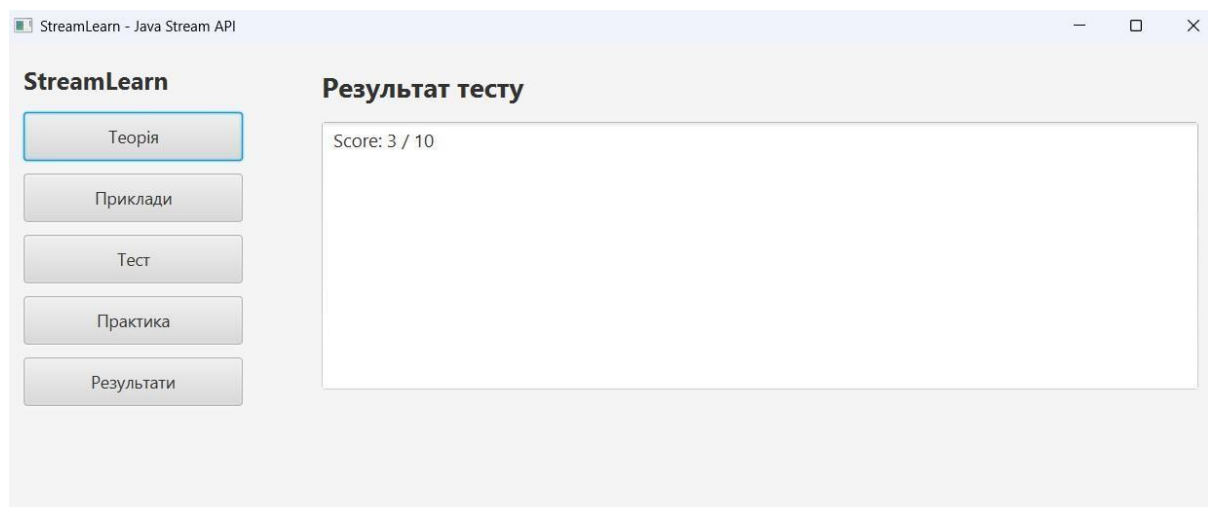 StreamLearn - Java Stream API
StreamLearn
Теорія
Приклади
Тест
Практика
Результати
Результат тесту
Score: 3 / 10